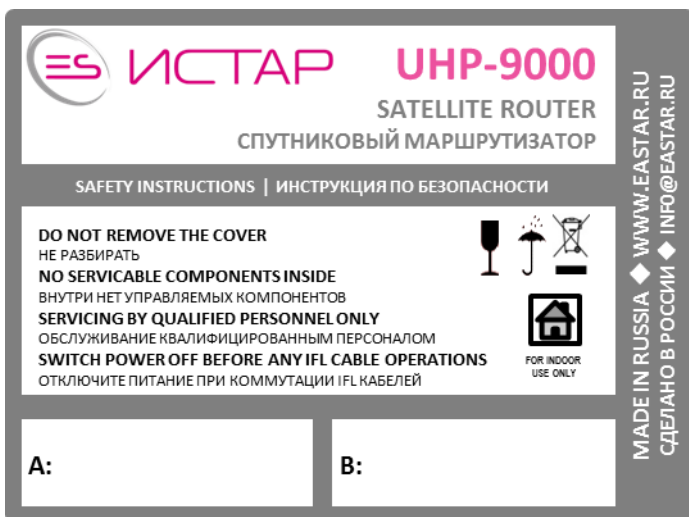 ES ИСТАР
UHP-9000
SATELLITE ROUTER
СПУТНИКОВЫЙ МАРШРУТИЗАТОР
SAFETY INSTRUCTIONS | ИНСТРУКЦИЯ ПО БЕЗОПАСНОСТИ
DO NOT REMOVE THE COVER
НЕ РАЗБИРАТЬ
NO SERVICABLE COMPONENTS INSIDE
ВНУТРИ НЕТ УПРАВЛЯЕМЫХ КОМПОНЕНТОВ
SERVICING BY QUALIFIED PERSONNEL ONLY
ОБСЛУЖИВАНИЕ КВАЛИФИЦИРОВАННЫМ ПЕРСОНАЛОМ
SWITCH POWER OFF BEFORE ANY IFL CABLE OPERATIONS
ОТКЛЮЧИТЕ ПИТАНИЕ ПРИ КОММУТАЦИИ IFL КАБЕЛЕЙ
FOR INDOOR
USE ONLY
A:
B:
MADE IN RUSSIA ◆ WWW.EASTAR.RU
СДЕЛАНО В РОССИИ ◆ INFO@EASTAR.RU